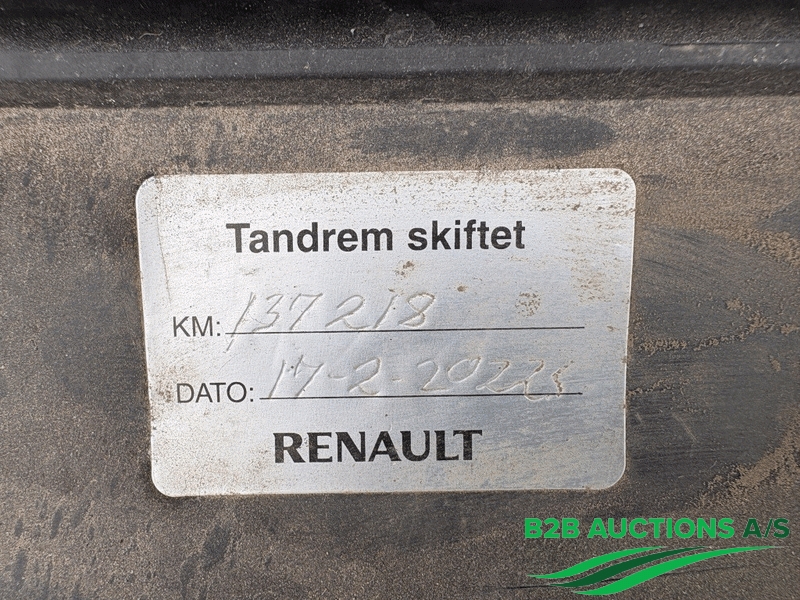 Tandrem skiftet
KM: 137218
DATO: 17-2-2022
RENAULT
B2B AUCTIONS A/S